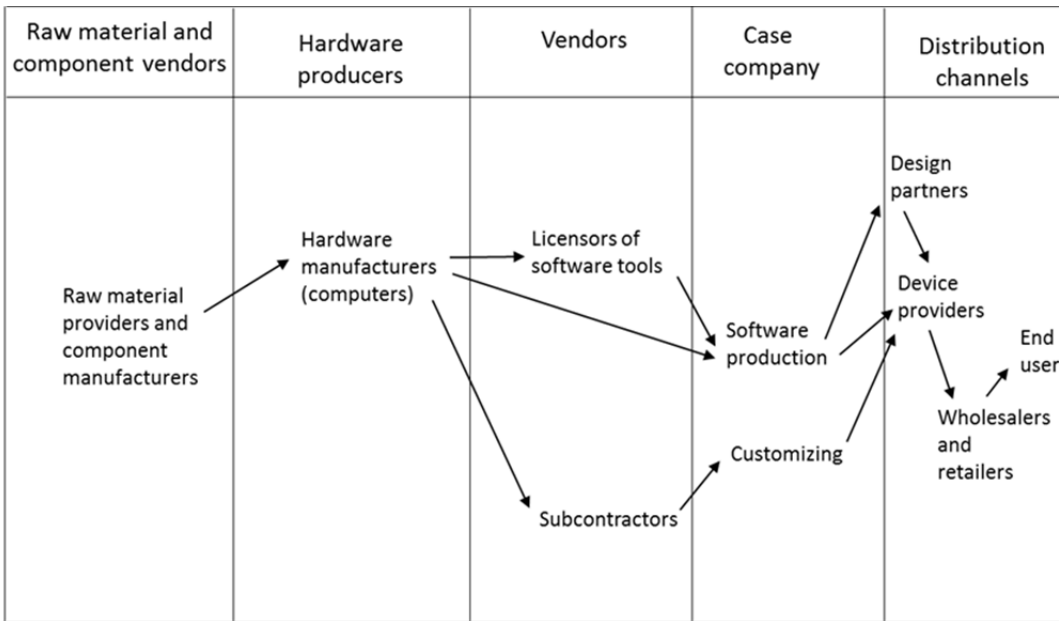 Raw material and
component vendors
Hardware
producers
Vendors
Case
company
Distribution
channels
Design
partners
Hardware
manufacturers
(computers)
Licensors of
software tools
Raw material
providers and
component
manufacturers
Device
providers
Software
production
End
user
Wholesalers
and
retailers
Customizing
Subcontractors